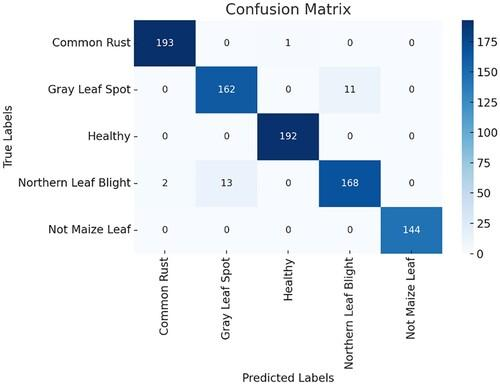 Confusion Matrix
Common Rust 193 0 1 0 0
Gray Leaf Spot 0 162 0 11 0
Healthy 0 0 192 0 0
Northern Leaf Blight 2 13 0 168 0
Not Maize Leaf 0 0 0 0 144
True Labels
Common Rust Gray Leaf Spot Healthy Northern Leaf Blight Not Maize Leaf
Predicted Labels
175
150
125
100
75
50
25
0